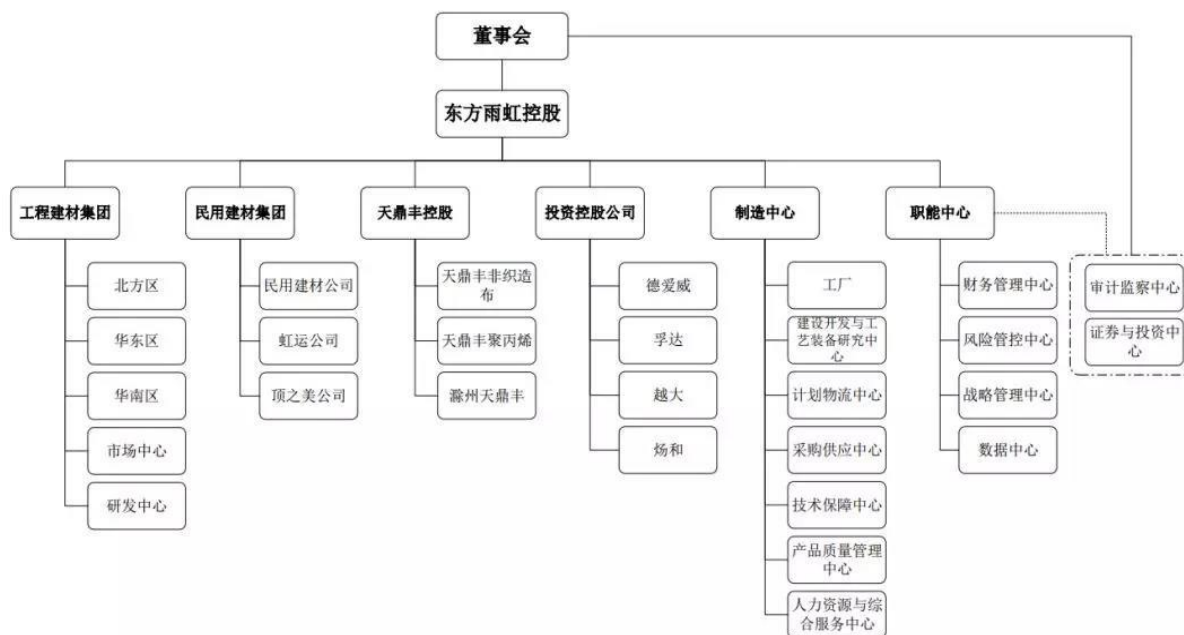 董事会
东方雨虹控股
工程建材集团
民用建材集团
天鼎丰控股
投资控股公司
制造中心
职能中心
北方区
华东区
华南区
市场中心
研发中心
民用建材公司
虹运公司
顶之美公司
天鼎丰非织造
布
天鼎丰聚丙烯
滁州天鼎丰
德爱威
孚达
越大
炀和
工厂
建设开发与工
艺装备研究中
心
计划物流中心
采购供应中心
技术保障中心
产品质量管理
中心
人力资源与综
合服务中心
财务管理中心
风险管控中心
战略管理中心
数据中心
审计监察中心
证券与投资中
心